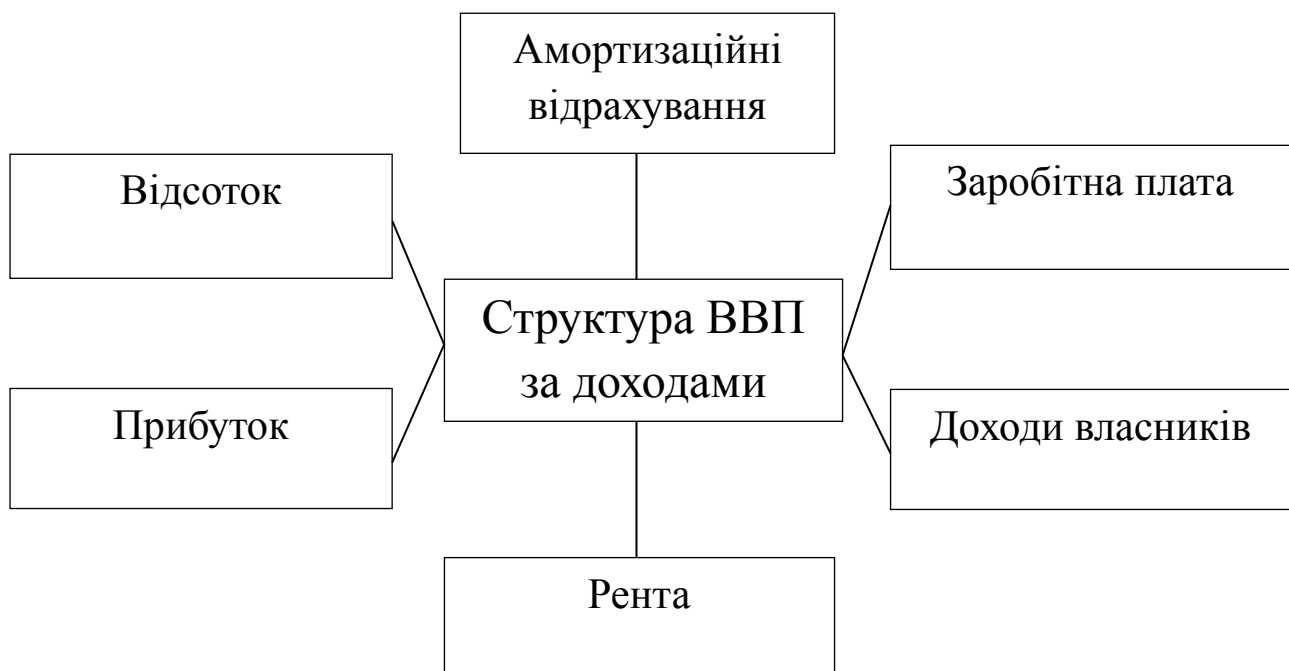 Амортизаційні
відрахування
Відсоток
Заробітна плата
Структура ВВП
за доходами
Прибуток
Доходи власників
Рента